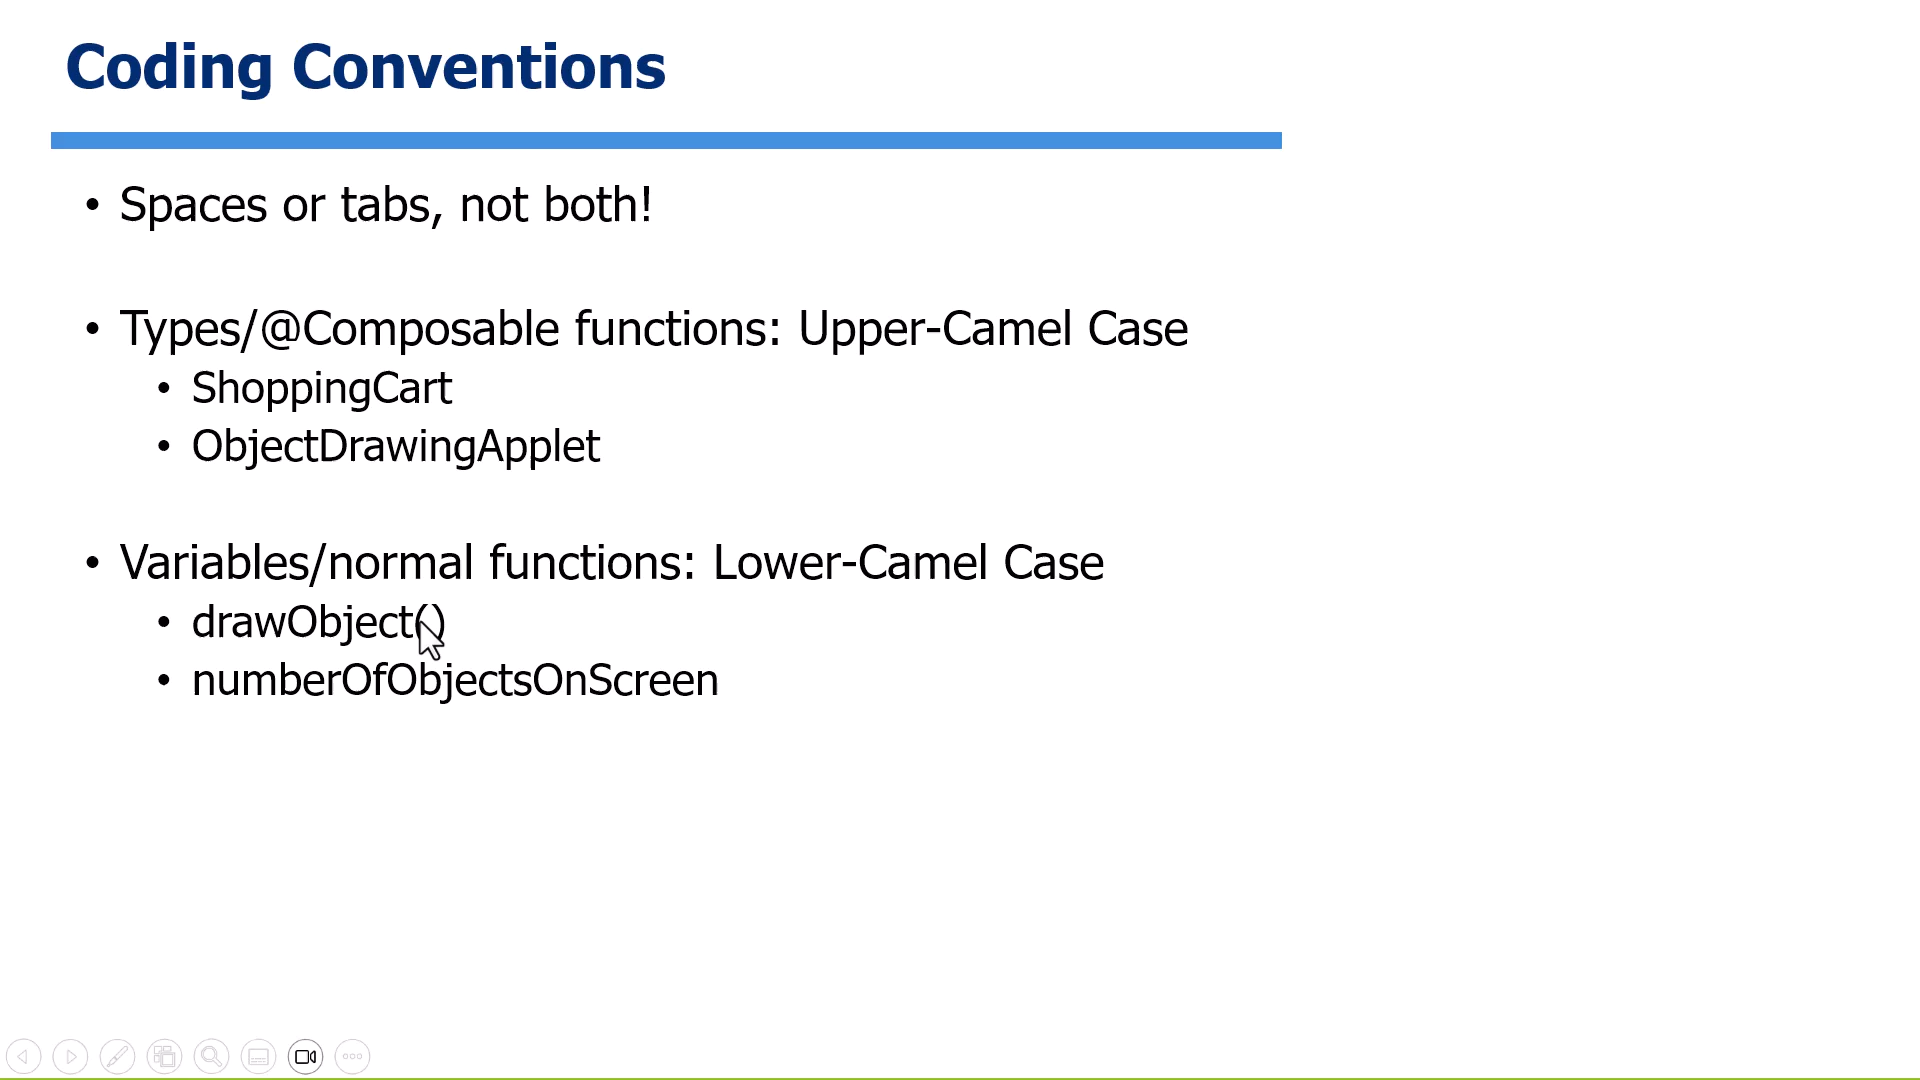 Coding Conventions
• Spaces or tabs, not both!
• Types/@Composable functions: Upper-Camel Case
• ShoppingCart
• ObjectDrawingApplet
• Variables/normal functions: Lower-Camel Case
• drawObject()
• numberOfObjectsOnScreen